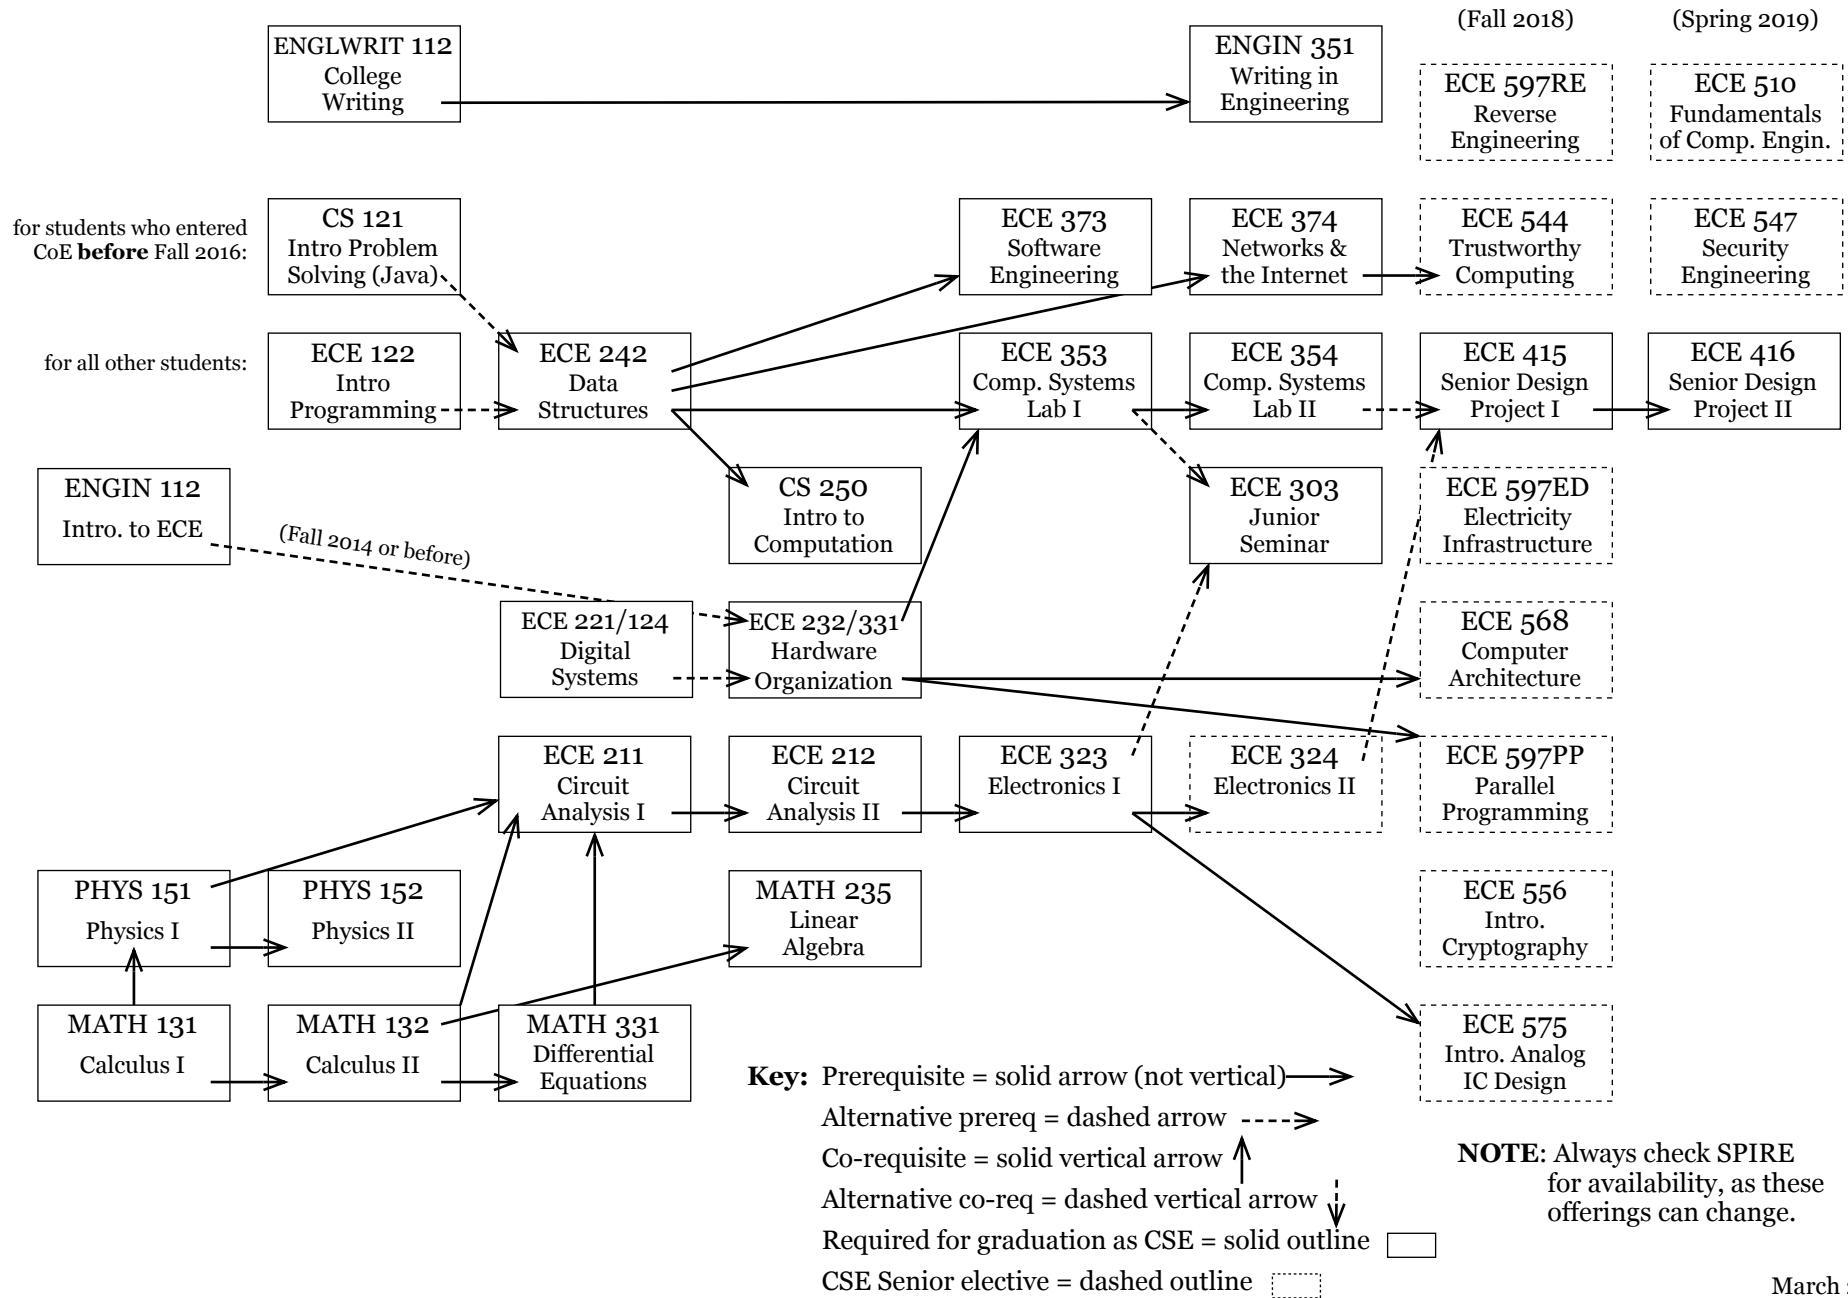 (Fall 2018)
(Spring 2019)
ENGLWRIT 112
College
Writing
ENGIN 351
Writing in
Engineering
ECE 597RE
Reverse
Engineering
ECE 510
Fundamentals
of Comp. Engin.
for students who entered
CoE before Fall 2016:
CS 121
Intro Problem
Solving (Java)
ECE 373
Software
Engineering
ECE 374
Networks &
the Internet
ECE 544
Trustworthy
Computing
ECE 547
Security
Engineering
for all other students:
ECE 122
Intro
Programming
ECE 242
Data
Structures
ECE 353
Comp. Systems
Lab I
ECE 354
Comp. Systems
Lab II
ECE 415
Senior Design
Project I
ECE 416
Senior Design
Project II
ENGIN 112
Intro. to ECE
(Fall 2014 or before)
CS 250
Intro to
Computation
ECE 303
Junior
Seminar
ECE 597ED
Electricity
Infrastructure
ECE 221/124
Digital
Systems
ECE 232/331
Hardware
Organization
ECE 568
Computer
Architecture
ECE 211
Circuit
Analysis I
ECE 212
Circuit
Analysis II
ECE 323
Electronics I
ECE 324
Electronics II
ECE 597PP
Parallel
Programming
PHYS 151
Physics I
PHYS 152
Physics II
MATH 235
Linear
Algebra
ECE 556
Intro.
Cryptography
MATH 131
Calculus I
MATH 132
Calculus II
MATH 331
Differential
Equations
ECE 575
Intro. Analog
IC Design
Key: Prerequisite = solid arrow (not vertical)
Alternative prereq = dashed arrow
Co-requisite = solid vertical arrow
Alternative co-req = dashed vertical arrow
Required for graduation as CSE = solid outline
CSE Senior elective = dashed outline
NOTE: Always check SPIRE
for availability, as these
offerings can change.
March